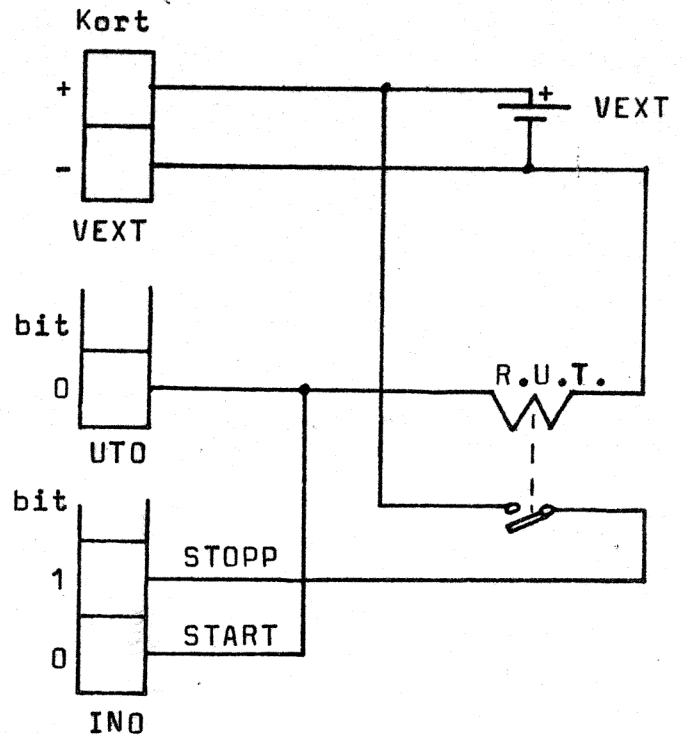 Kort
+
+
VEXT
-
VEXT
bit
0
R.U.T.
UTO
bit
STOPP
1
START
0
INO